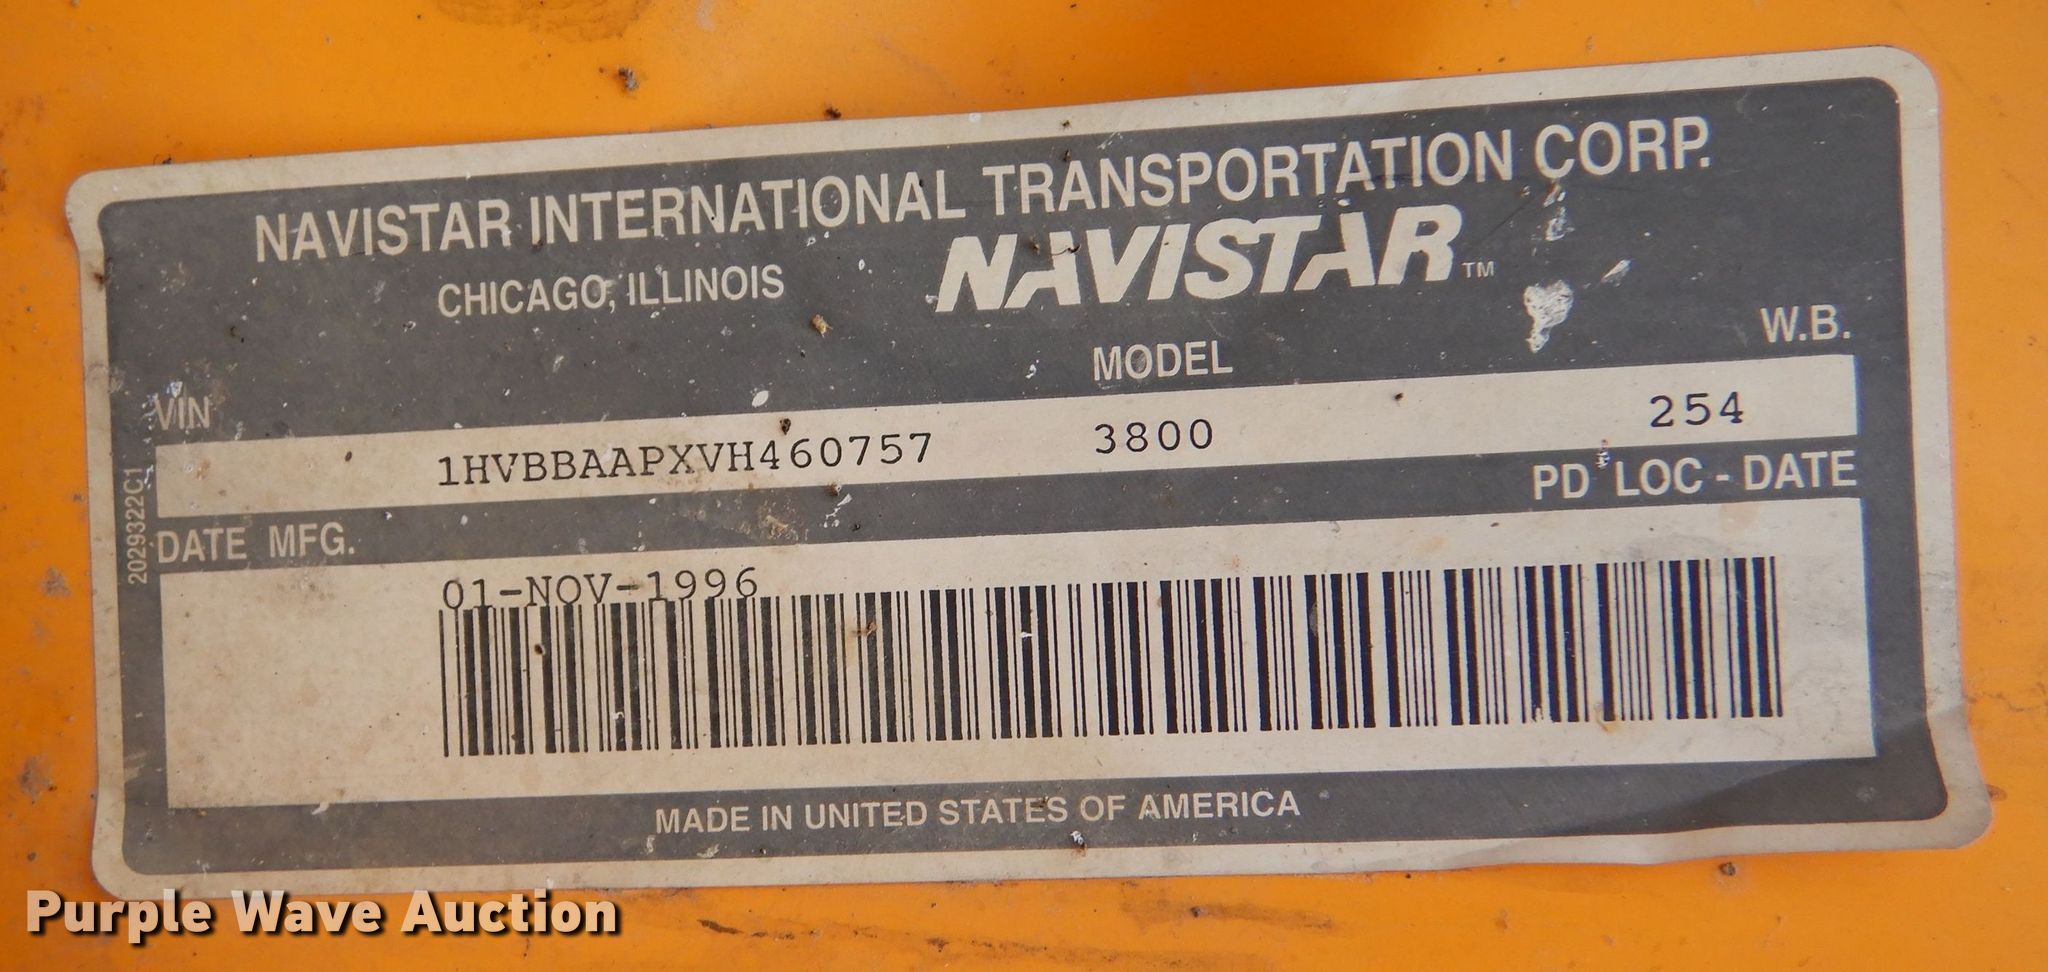 NAVISTAR INTERNATIONAL TRANSPORTATION CORP.
CHICAGO, ILLINOIS NAVISTAR™
VIN MODEL W.B.
1HVBBAAPXVH460757 3800 254
DATE MFG. PD LOC - DATE
01-NOV-1996
MADE IN UNITED STATES OF AMERICA
2029322C1
Purple Wave Auction